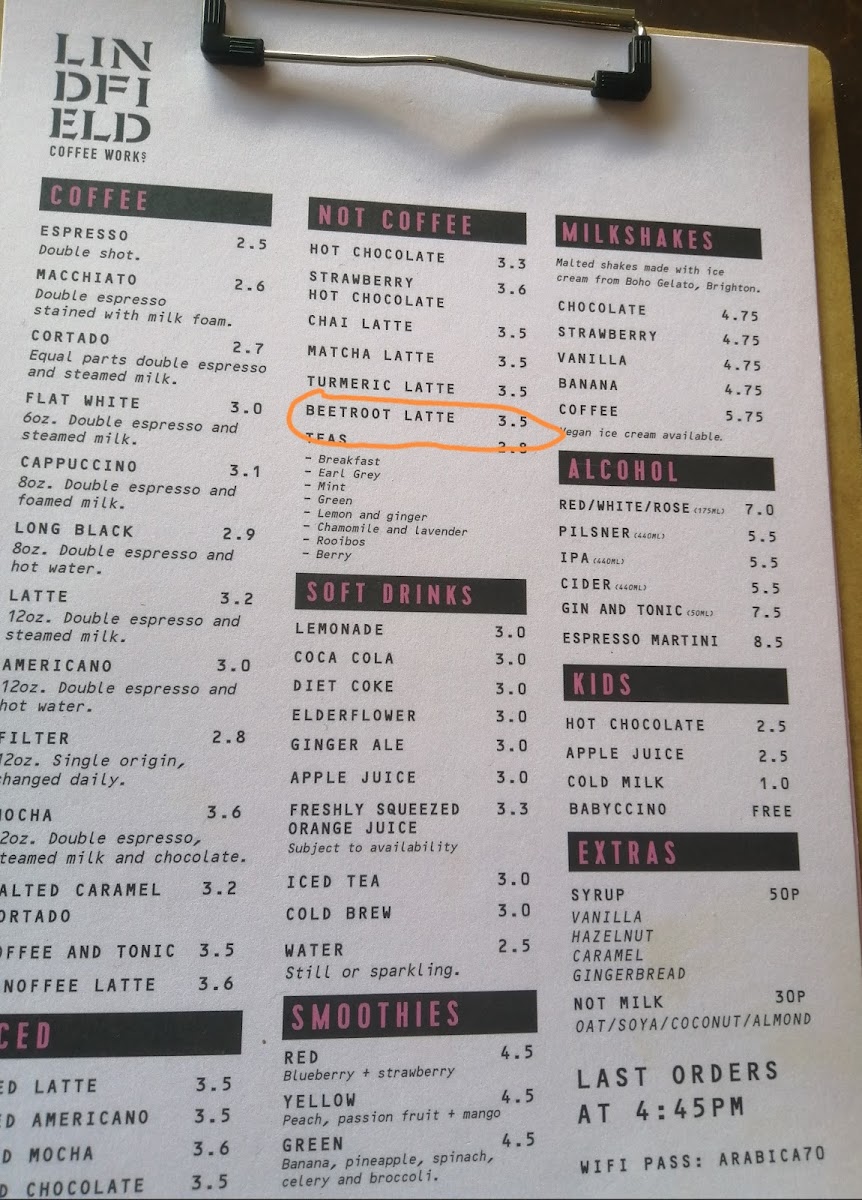 LIN
DFI
ELD
COFFEE WORKS
COFFEE
ESPRESSO 2.5
Double shot.
MACCHIATO 2.6
Double espresso
stained with milk foam.
CORTADO 2.7
Equal parts double espresso
and steamed milk.
FLAT WHITE 3.0
6oz. Double espresso and
steamed milk.
CAPPUCCINO 3.1
8oz. Double espresso and
foamed milk.
LONG BLACK 2.9
8oz. Double espresso and
hot water.
LATTE 3.2
12oz. Double espresso and
steamed milk.
AMERICANO 3.0
12oz. Double espresso and
hot water.
FILTER 2.8
12oz. Single origin,
changed daily.
MOCHA 3.6
2oz. Double espresso,
teamed milk and chocolate.
ALTED CARAMEL 3.2
ORTADO
OFFEE AND TONIC 3.5
NOFFEE LATTE 3.6
CED
ED LATTE 3.5
D AMERICANO 3.5
D MOCHA 3.6
D CHOCOLATE 3.5
NOT COFFEE
HOT CHOCOLATE 3.3
STRAWBERRY 3.6
HOT CHOCOLATE
CHAI LATTE 3.5
MATCHA LATTE 3.5
TURMERIC LATTE 3.5
BEETROOT LATTE 3.5
TEAS 2.8
- Breakfast
- Earl Grey
- Mint
- Green
- Lemon and ginger
- Chamomile and lavender
- Rooibos
- Berry
SOFT DRINKS
LEMONADE 3.0
COCA COLA 3.0
DIET COKE 3.0
ELDERFLOWER 3.0
GINGER ALE 3.0
APPLE JUICE 3.0
FRESHLY SQUEEZED 3.3
ORANGE JUICE
Subject to availability
ICED TEA 3.0
COLD BREW 3.0
WATER 2.5
Still or sparkling.
SMOOTHIES
RED 4.5
Blueberry + strawberry
YELLOW 4.5
Peach, passion fruit + mango
GREEN 4.5
Banana, pineapple, spinach,
celery and broccoli.
MILKSHAKES
Malted shakes made with ice
cream from Boho Gelato, Brighton.
CHOCOLATE 4.75
STRAWBERRY 4.75
VANILLA 4.75
BANANA 4.75
COFFEE 5.75
Vegan ice cream available.
ALCOHOL
RED/WHITE/ROSE (175ML) 7.0
PILSNER (440ML) 5.5
IPA (440ML) 5.5
CIDER (440ML) 5.5
GIN AND TONIC (50ML) 7.5
ESPRESSO MARTINI 8.5
KIDS
HOT CHOCOLATE 2.5
APPLE JUICE 2.5
COLD MILK 1.0
BABYCCINO FREE
EXTRAS
SYRUP 50P
VANILLA
HAZELNUT
CARAMEL
GINGERBREAD
NOT MILK 30P
OAT/SOYA/COCONUT/ALMOND
LAST ORDERS
AT 4:45PM
WIFI PASS: ARABICA70